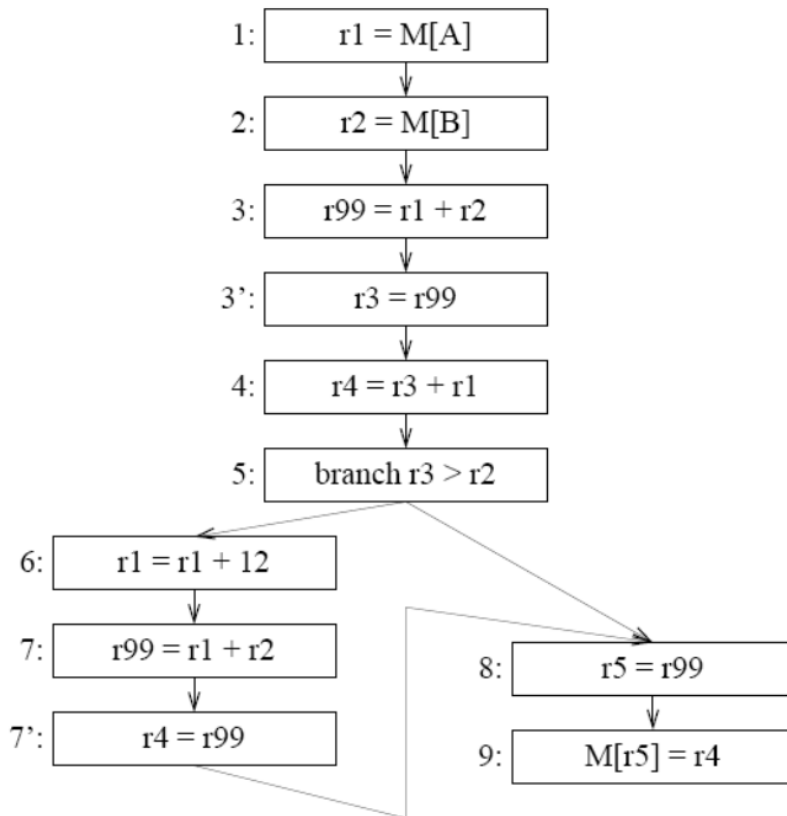 1: r1 = M[A]
2: r2 = M[B]
3: r99 = r1 + r2
3’: r3 = r99
4: r4 = r3 + r1
5: branch r3 > r2
6: r1 = r1 + 12
7: r99 = r1 + r2
7’: r4 = r99
8: r5 = r99
9: M[r5] = r4